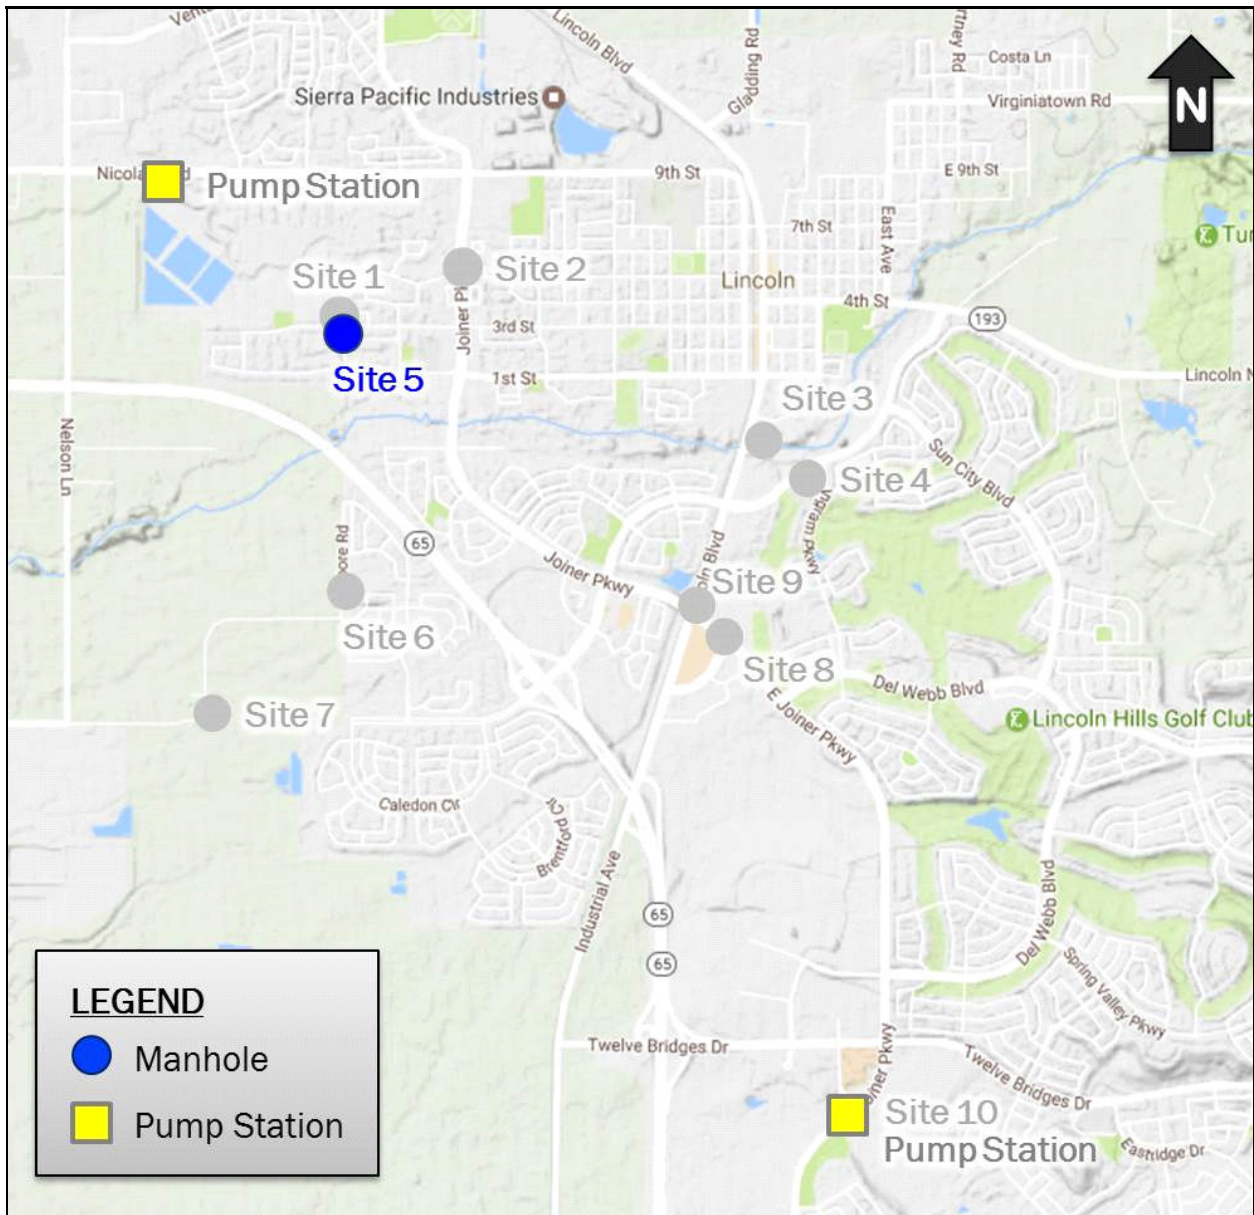 Lincoln Blvd
Gladding Rd
Costa Ln
Sierra Pacific Industries
Virginiatown Rd
N
9th St
E 9th St
Pump Station
7th St
East Ave
Site 1
Site 2
Lincoln
4th St
193
3rd St
Site 5
1st St
Site 3
Nelson Ln
Sun City Blvd
Site 4
Ingram Pkwy
65
Joiner Pkwy
Site 9
Site 6
Site 8
Del Webb Blvd
E Joiner Pkwy
Site 7
Lincoln Hills Golf Club
Caledon Cir
Brentford Cir
Industrial Ave
65
Del Webb Blvd
65
Spring Valley Pkwy
LEGEND
Manhole
Pump Station
Twelve Bridges Dr
Twelve Bridges Dr
Site 10
Pump Station
Eastridge Dr